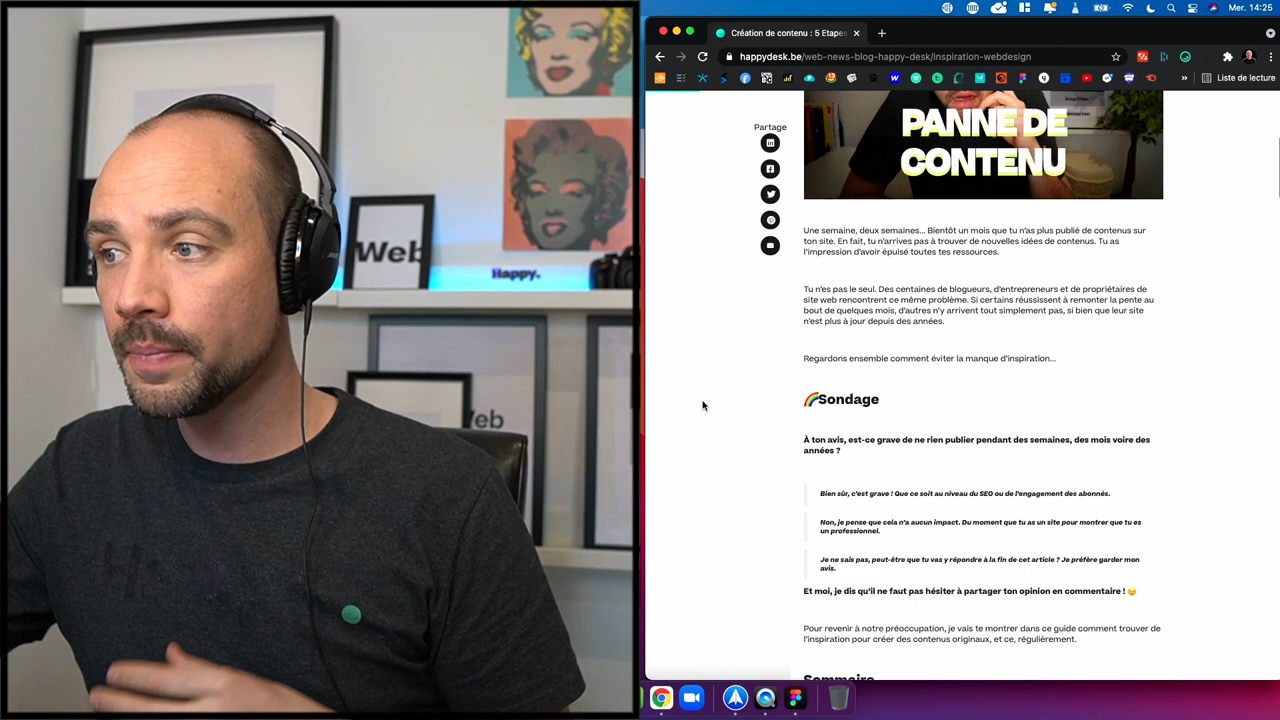 Web
Happy.
eb
Mer. 14:25
Création de contenu : 5 Etapes
happydesk.be/web-news-blog-happy-desk/inspiration-webdesign
Liste de lecture
Partage
PANNE DE
CONTENU
Une semaine, deux semaines... Bientôt un mois que tu n'as plus publié de contenus sur
ton site. En fait, tu n'arrives pas à trouver de nouvelles idées de contenus. Tu as
l'impression d'avoir épuisé toutes tes ressources.
Tu n'es pas le seul. Des centaines de blogueurs, d'entrepreneurs et de propriétaires de
site web rencontrent ce même problème. Si certains réussissent à remonter la pente au
bout de quelques mois, d'autres n'y arrivent tout simplement pas, si bien que leur site
n'est plus à jour depuis des années.
Regardons ensemble comment éviter la manque d'inspiration...
🌈Sondage
À ton avis, est-ce grave de ne rien publier pendant des semaines, des mois voire des
années ?
Bien sûr, c'est grave ! Que ce soit au niveau du SEO ou de l'engagement des abonnés.
Non, je pense que cela n'a aucun impact. Du moment que tu as un site pour montrer que tu es
un professionnel.
Je ne sais pas, peut-être que tu vas y répondre à la fin de cet article ? Je préfère garder mon
avis.
Et moi, je dis qu'il ne faut pas hésiter à partager ton opinion en commentaire ! 😉
Pour revenir à notre préoccupation, je vais te montrer dans ce guide comment trouver de
l'inspiration pour créer des contenus originaux, et ce, régulièrement.
Sommaire